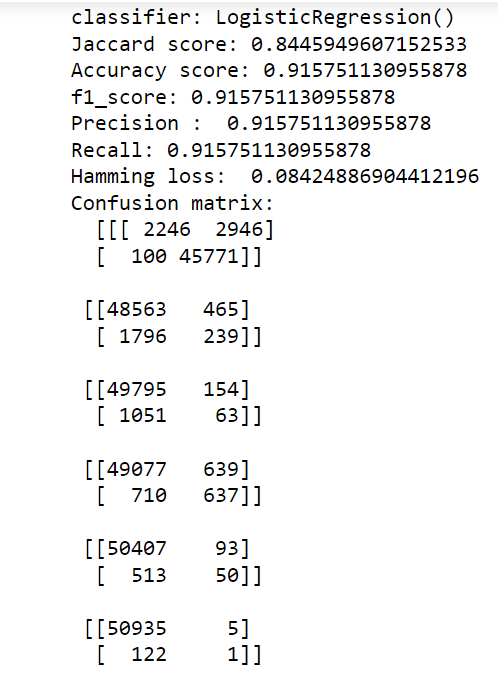 classifier: LogisticRegression()
Jaccard score: 0.8445949607152533
Accuracy score: 0.915751130955878
f1_score: 0.915751130955878
Precision :  0.915751130955878
Recall: 0.915751130955878
Hamming loss:  0.08424886904412196
Confusion matrix:
[[[ 2246  2946]
[  100 45771]]
[[48563   465]
[ 1796   239]]
[[49795   154]
[ 1051    63]]
[[49077   639]
[  710   637]]
[[50407    93]
[  513    50]]
[[50935     5]
[  122     1]]